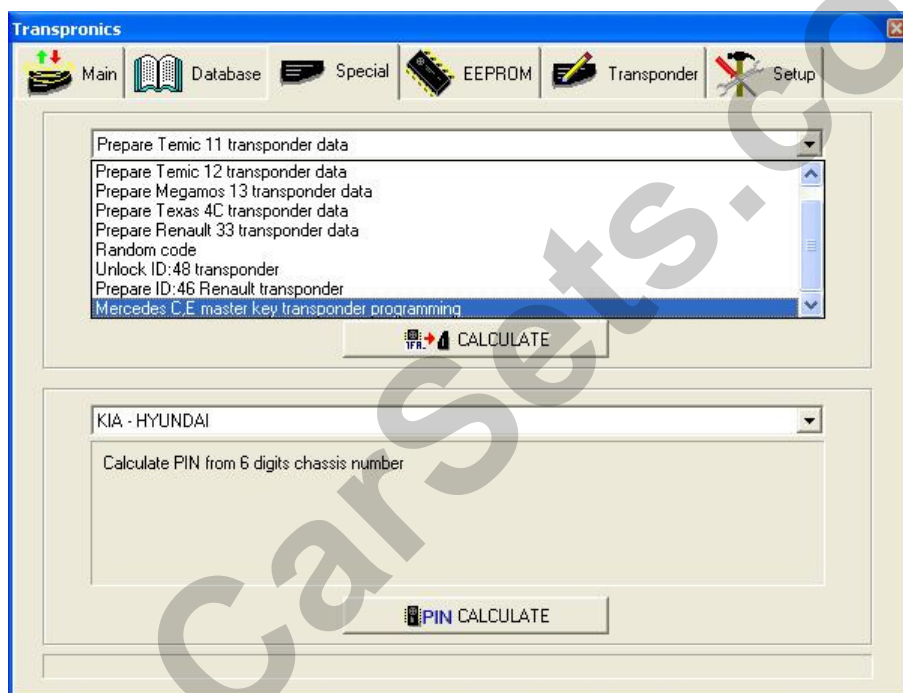 Transpronics
Main Database Special EEPROM Transponder Setup
Prepare Temic 11 transponder data
Prepare Temic 12 transponder data
Prepare Megamos 13 transponder data
Prepare Texas 4C transponder data
Prepare Renault 33 transponder data
Random code
Unlock ID:48 transponder
Prepare ID:46 Renault transponder
Mercedes C,E master key transponder programming
CALCULATE
KIA - HYUNDAI
Calculate PIN from 6 digits chassis number
PIN CALCULATE
CarSets.co